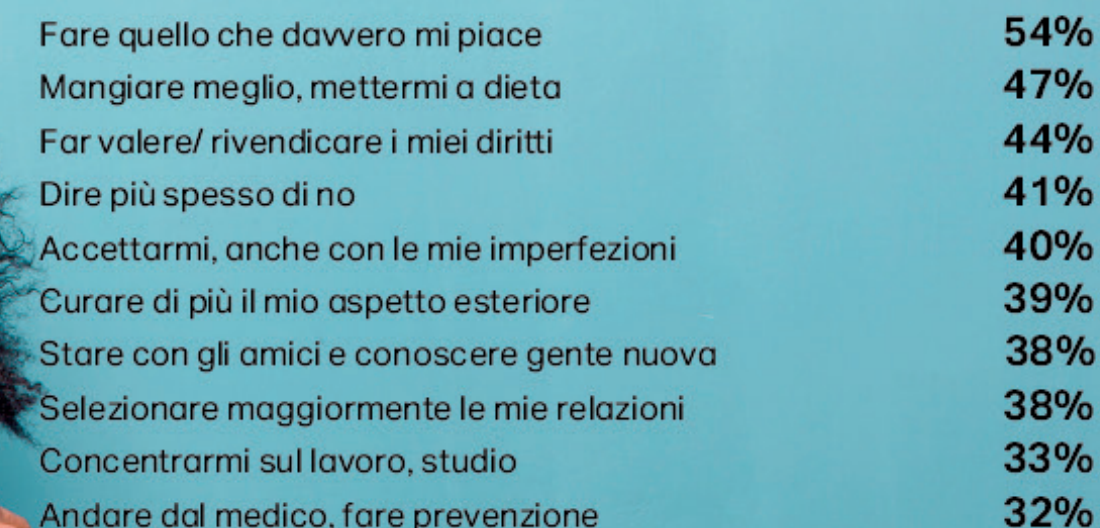 Fare quello che davvero mi piace 54%
Mangiare meglio, mettermi a dieta 47%
Far valere/ rivendicare i miei diritti 44%
Dire più spesso di no 41%
Accettarmi, anche con le mie imperfezioni 40%
Curare di più il mio aspetto esteriore 39%
Stare con gli amici e conoscere gente nuova 38%
Selezionare maggiormente le mie relazioni 38%
Concentrarmi sul lavoro, studio 33%
Andare dal medico, fare prevenzione 32%